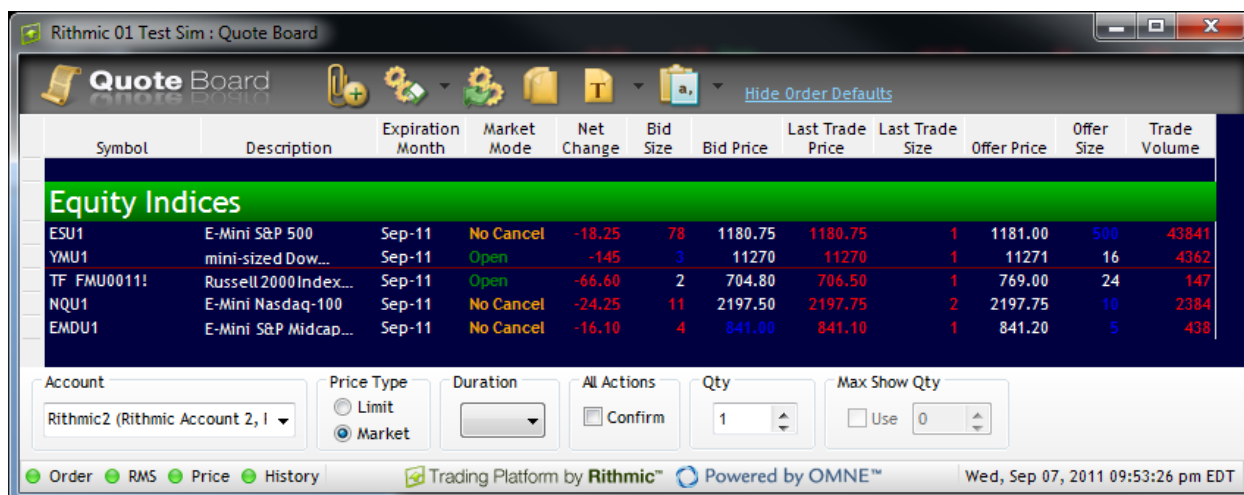 Rithmic 01 Test Sim : Quote Board
Quote Board T a, Hide Order Defaults
Symbol Description Expiration Month Market Mode Net Change Bid Size Bid Price Last Trade Price Last Trade Size Offer Price Offer Size Trade Volume
Equity Indices
ESU1 E-Mini S&P 500 Sep-11 No Cancel -18.25 78 1180.75 1180.75 1 1181.00 500 43841
YMU1 mini-sized Dow... Sep-11 Open -145 3 11270 11270 1 11271 16 4362
TF FMU0011! Russell 2000 Index... Sep-11 Open -66.60 2 704.80 706.50 1 769.00 24 147
NQU1 E-Mini Nasdaq-100 Sep-11 No Cancel -24.25 11 2197.50 2197.75 2 2197.75 10 2384
EMDU1 E-Mini S&P Midcap... Sep-11 No Cancel -16.10 4 841.00 841.10 1 841.20 5 438
Account Price Type Duration All Actions Qty Max Show Qty
Limit
Rithmic2 (Rithmic Account 2, Confirm 1 Use 0
Market
Order RMS Price History Trading Platform by Rithmic™ Powered by OMNE™ Wed, Sep 07, 2011 09:53:26 pm EDT